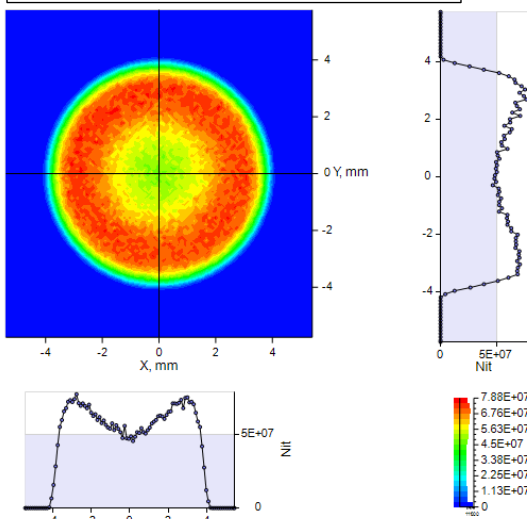 4
2
0 Y, mm
-2
-4
-4 -2 0 2 4
X, mm
4
2
0
-2
-4
0 5E+07
Nit
5E+07
0
Nit
-4 -2 0 2 4
7.88E+07
6.76E+07
5.63E+07
4.5E+07
3.38E+07
2.25E+07
1.13E+07
0